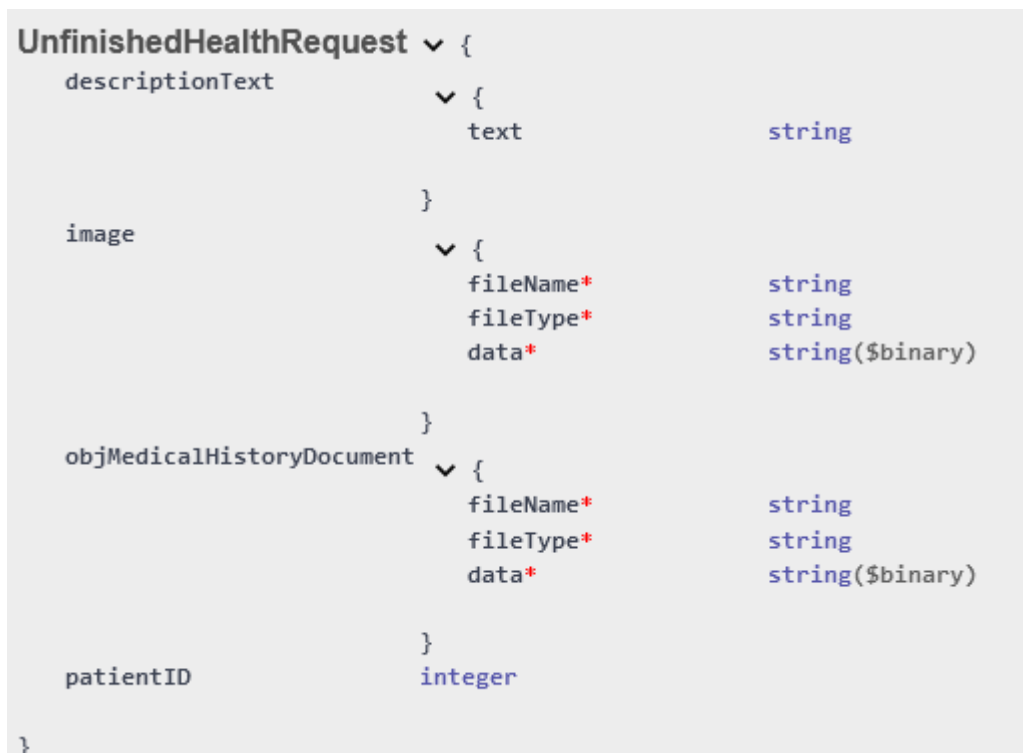 UnfinishedHealthRequest {
descriptionText
{
text string
}
image
{
fileName* string
fileType* string
data* string($binary)
}
objMedicalHistoryDocument
{
fileName* string
fileType* string
data* string($binary)
}
patientID integer
}